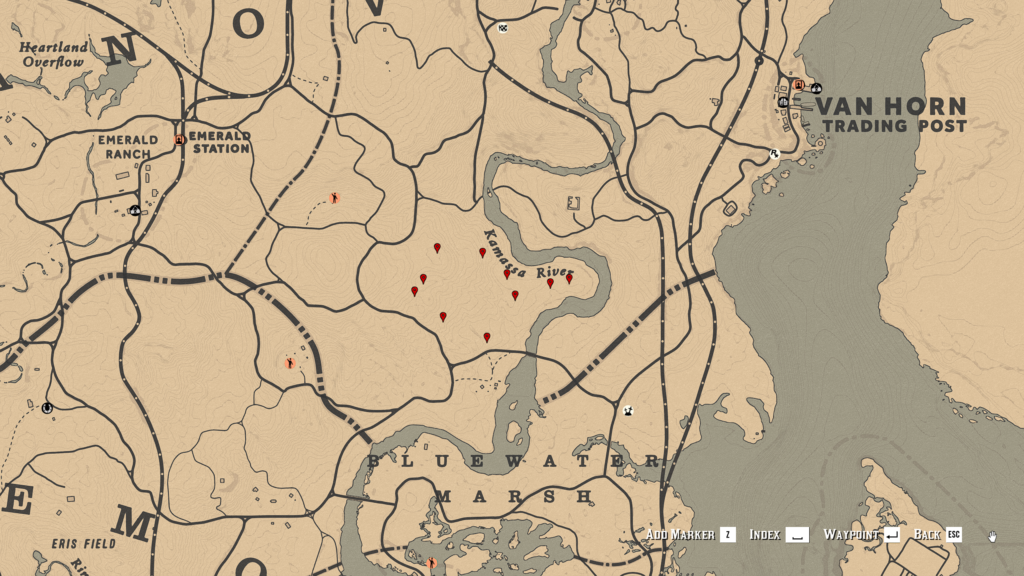 O
V
N
Heartland
Overflow
VAN HORN
TRADING POST
EMERALD
RANCH
EMERALD
STATION
Kamassa River
BLUEWATER
MARSH
E
M
O
ERIS FIELD
Add Marker Z Index Waypoint Back ESC